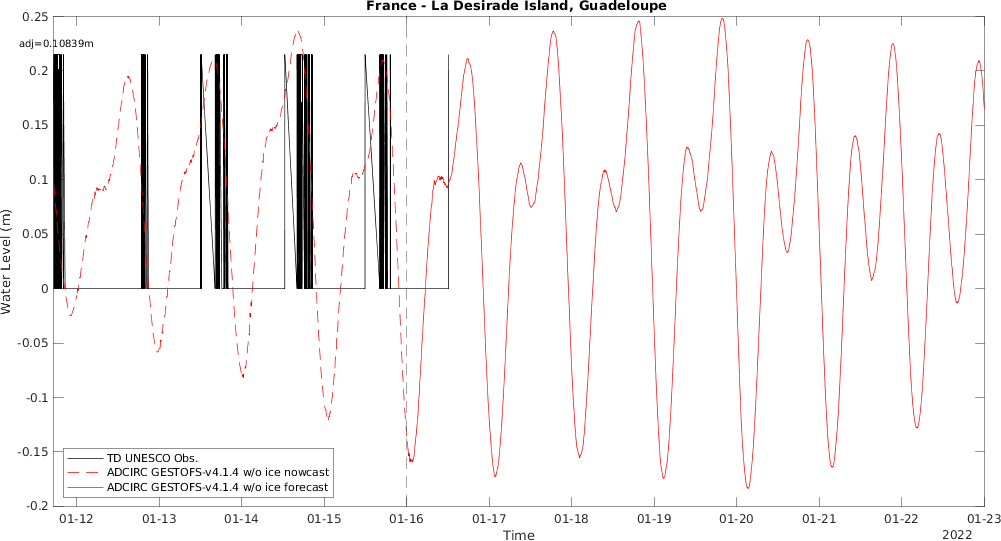 France - La Desirade Island, Guadeloupe
adj=0.10839m
0.25
0.2
0.15
0.1
0.05
0
-0.05
-0.1
-0.15
-0.2
Water Level (m)
TD UNESCO Obs.
ADCIRC GESTOFS-v4.1.4 w/o ice nowcast
ADCIRC GESTOFS-v4.1.4 w/o ice forecast
01-12 01-13 01-14 01-15 01-16 01-17 01-18 01-19 01-20 01-21 01-22 01-23
Time
2022